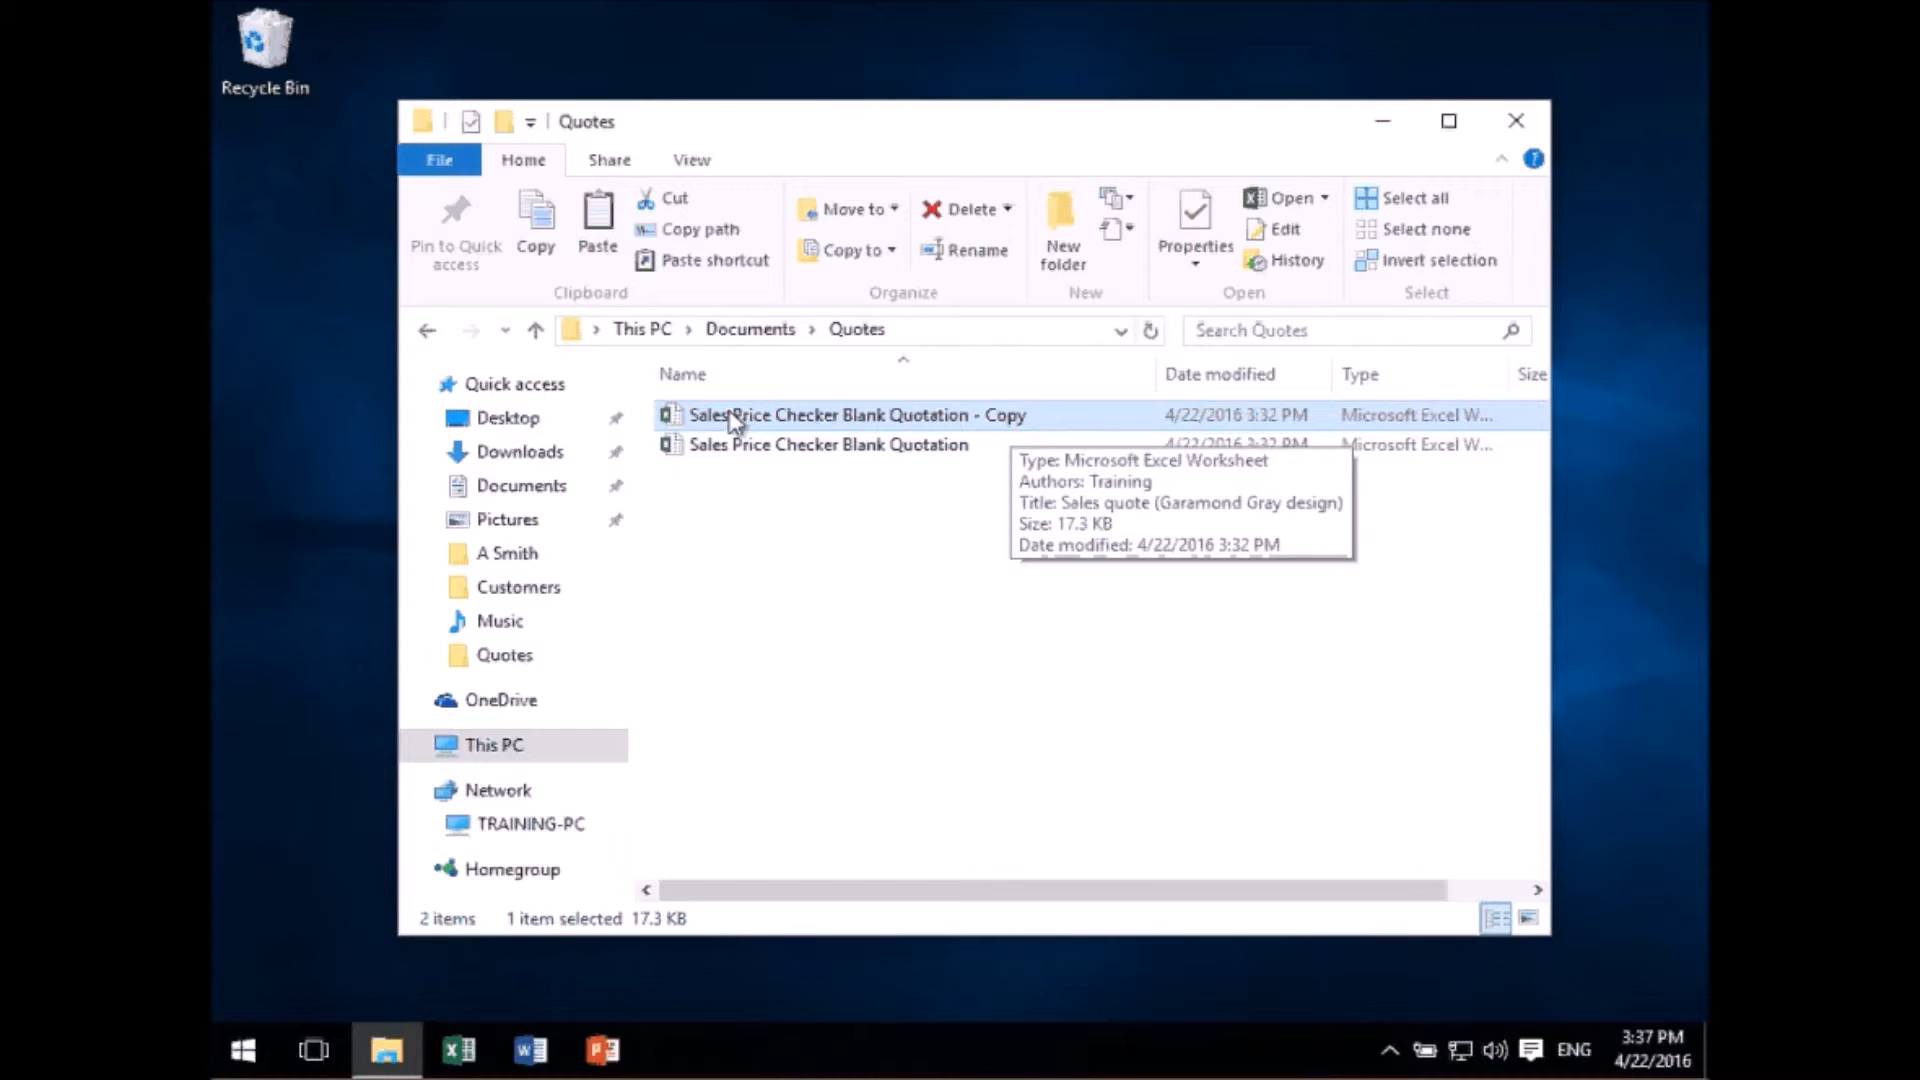 Recycle Bin
Quotes
File Home Share View
Pin to Quick access
Copy
Paste
Cut
Copy path
Paste shortcut
Clipboard
Move to
Copy to
Delete
Rename
Organize
New folder
New
Properties
Open
Edit
History
Open
Select all
Select none
Invert selection
Select
This PC Documents Quotes
Search Quotes
Name Date modified Type Size
Sales Price Checker Blank Quotation - Copy 4/22/2016 3:32 PM Microsoft Excel W...
Sales Price Checker Blank Quotation 4/22/2016 3:32 PM Microsoft Excel W...
Type: Microsoft Excel Worksheet
Authors: Training
Title: Sales quote (Garamond Gray design)
Size: 17.3 KB
Date modified: 4/22/2016 3:32 PM
Quick access
Desktop
Downloads
Documents
Pictures
A Smith
Customers
Music
Quotes
OneDrive
This PC
Network
TRAINING-PC
Homegroup
2 items 1 item selected 17.3 KB
ENG
3:37 PM
4/22/2016